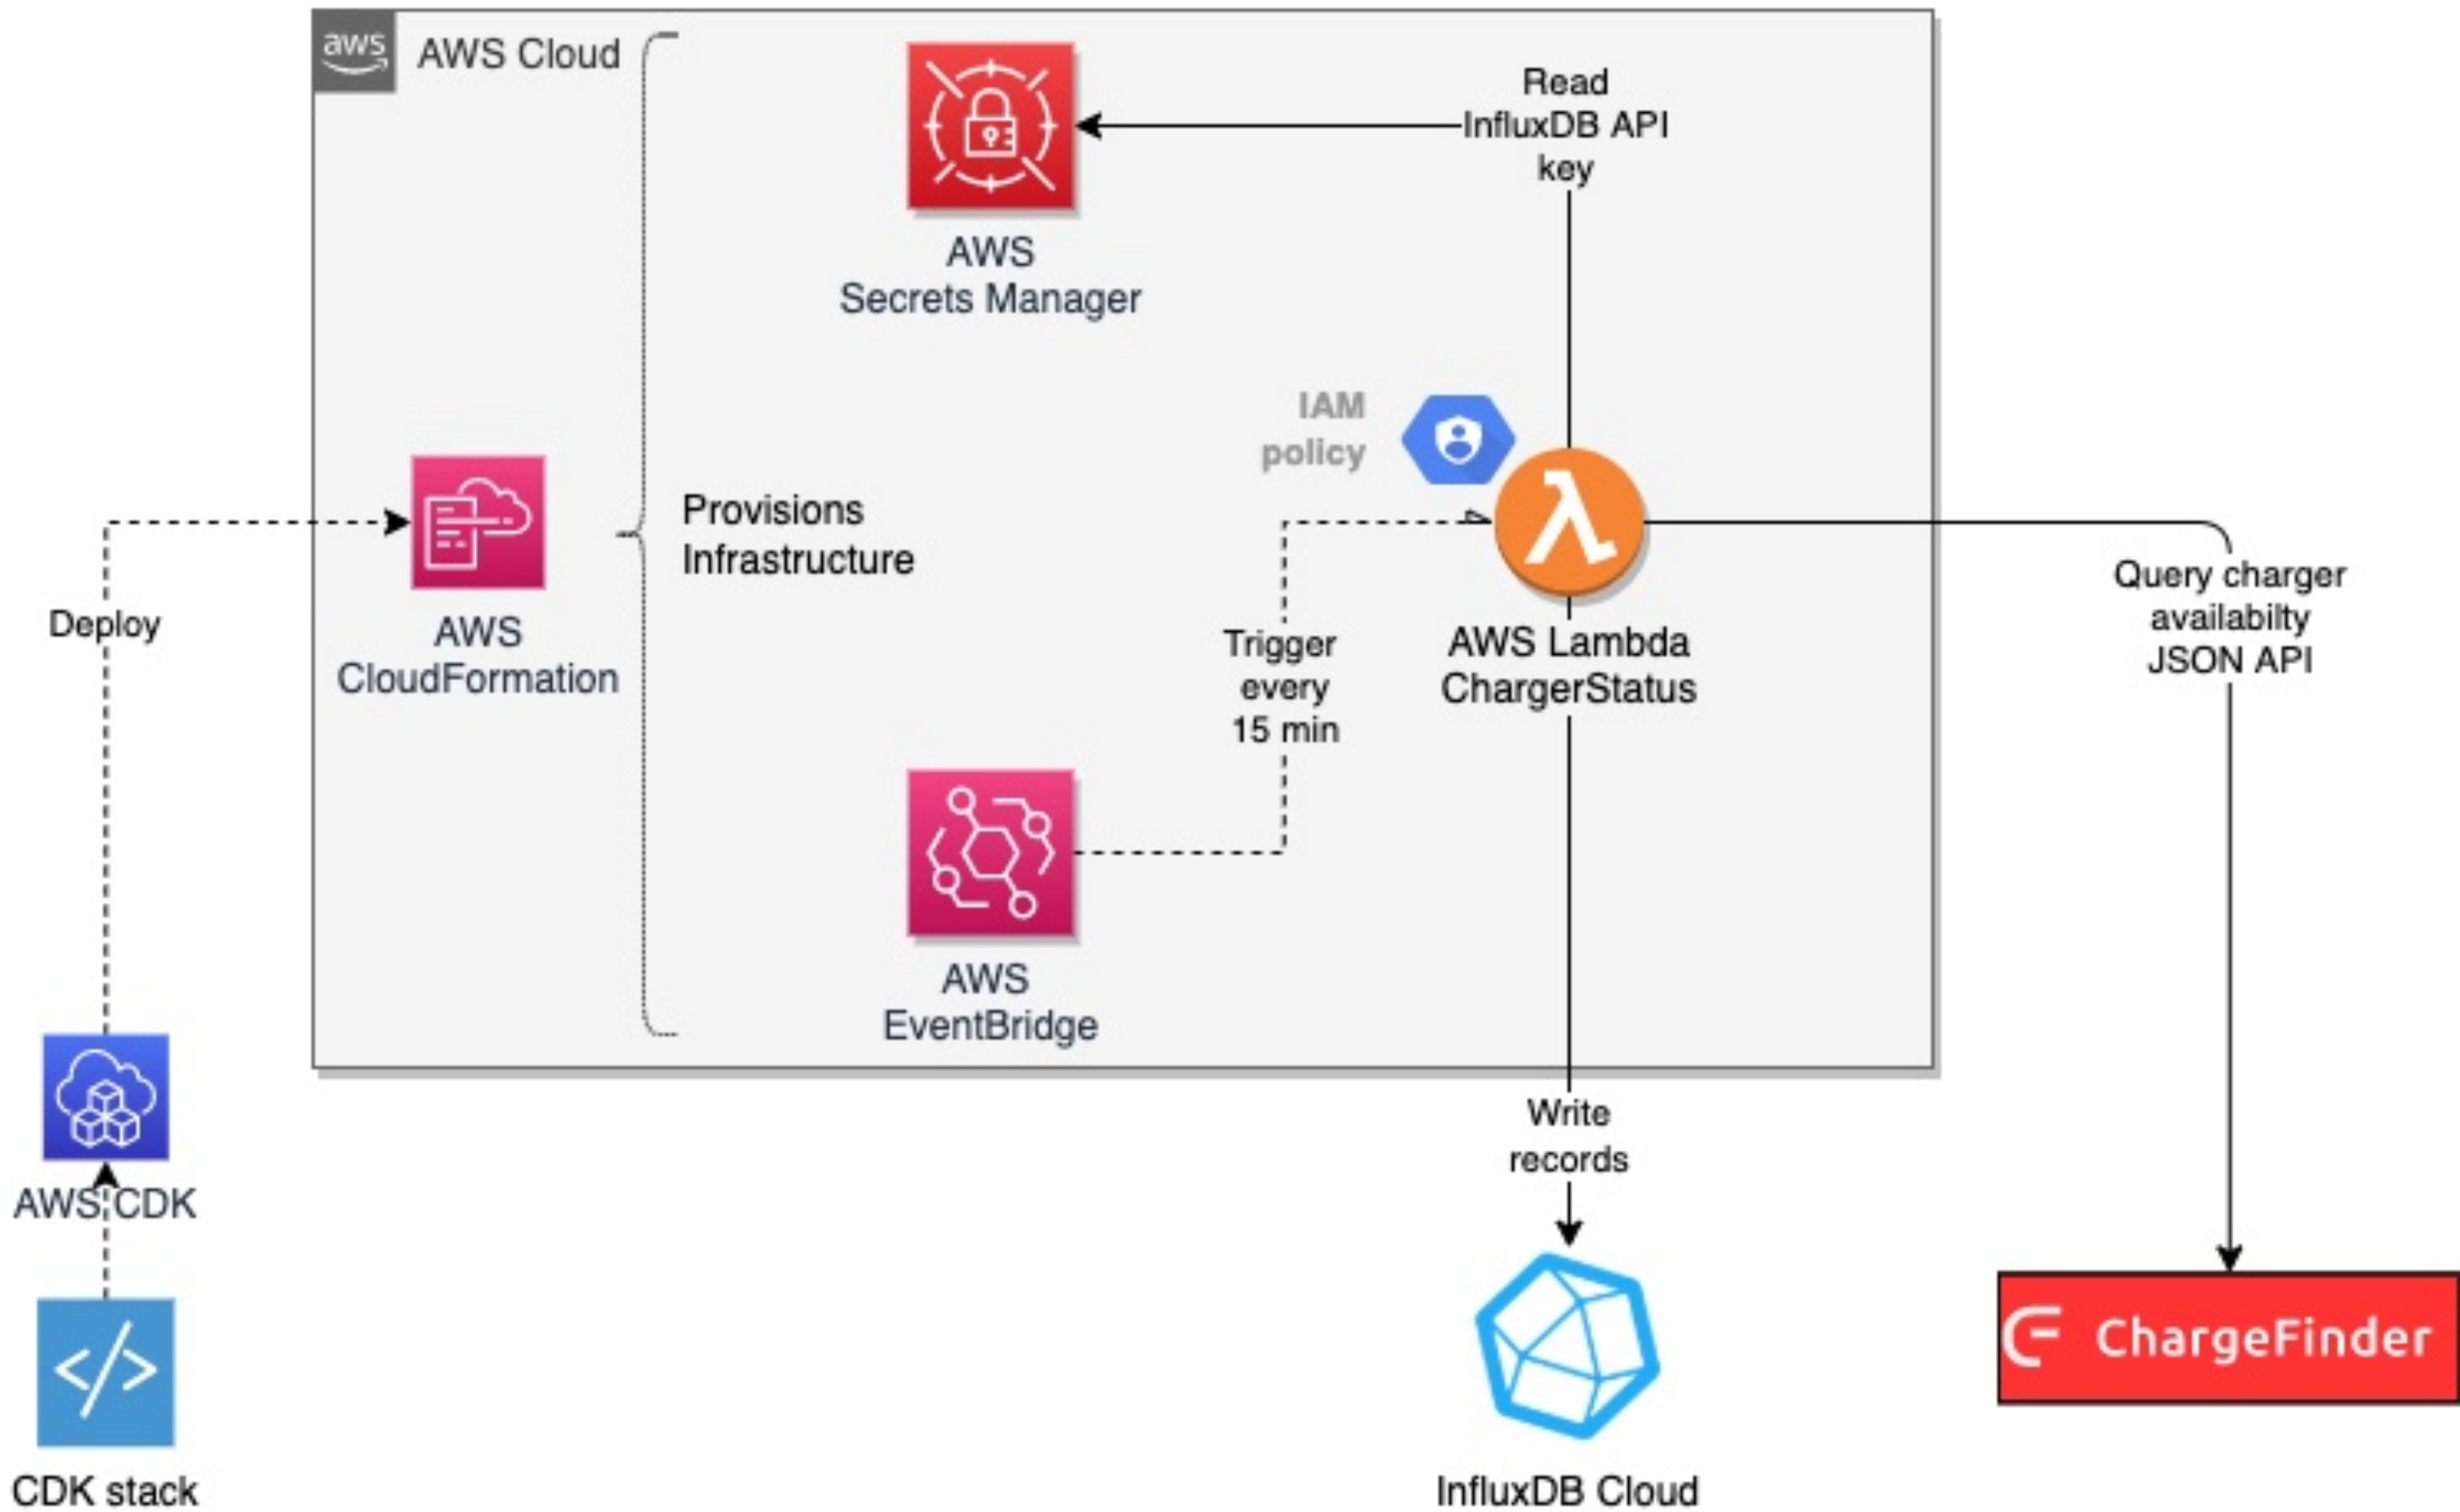 aws
AWS Cloud
Read
InfluxDB API
key
AWS
Secrets Manager
IAM
policy
Provisions
Infrastructure
Deploy
AWS
CloudFormation
Trigger
every
15 min
AWS Lambda
ChargerStatus
Query charger
availabilty
JSON API
AWS
EventBridge
Write
records
AWS CDK
</>
ChargeFinder
CDK stack
InfluxDB Cloud